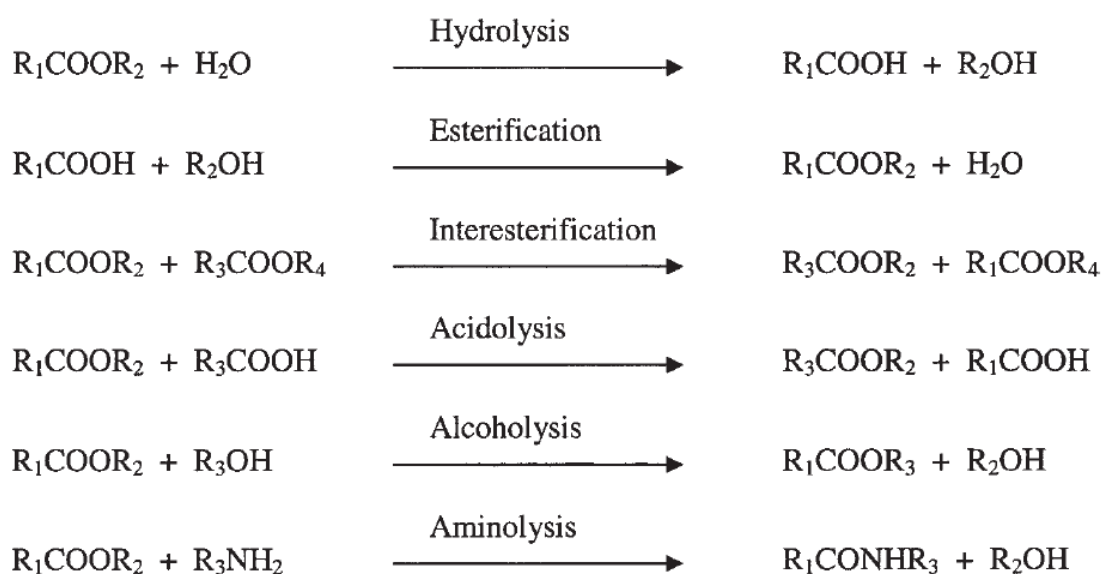 Hydrolysis
R₁COOR₂ + H₂O R₁COOH + R₂OH
Esterification
R₁COOH + R₂OH R₁COOR₂ + H₂O
Interesterification
R₁COOR₂ + R₃COOR₄ R₃COOR₂ + R₁COOR₄
Acidolysis
R₁COOR₂ + R₃COOH R₃COOR₂ + R₁COOH
Alcoholysis
R₁COOR₂ + R₃OH R₁COOR₃ + R₂OH
Aminolysis
R₁COOR₂ + R₃NH₂ R₁CONHR₃ + R₂OH